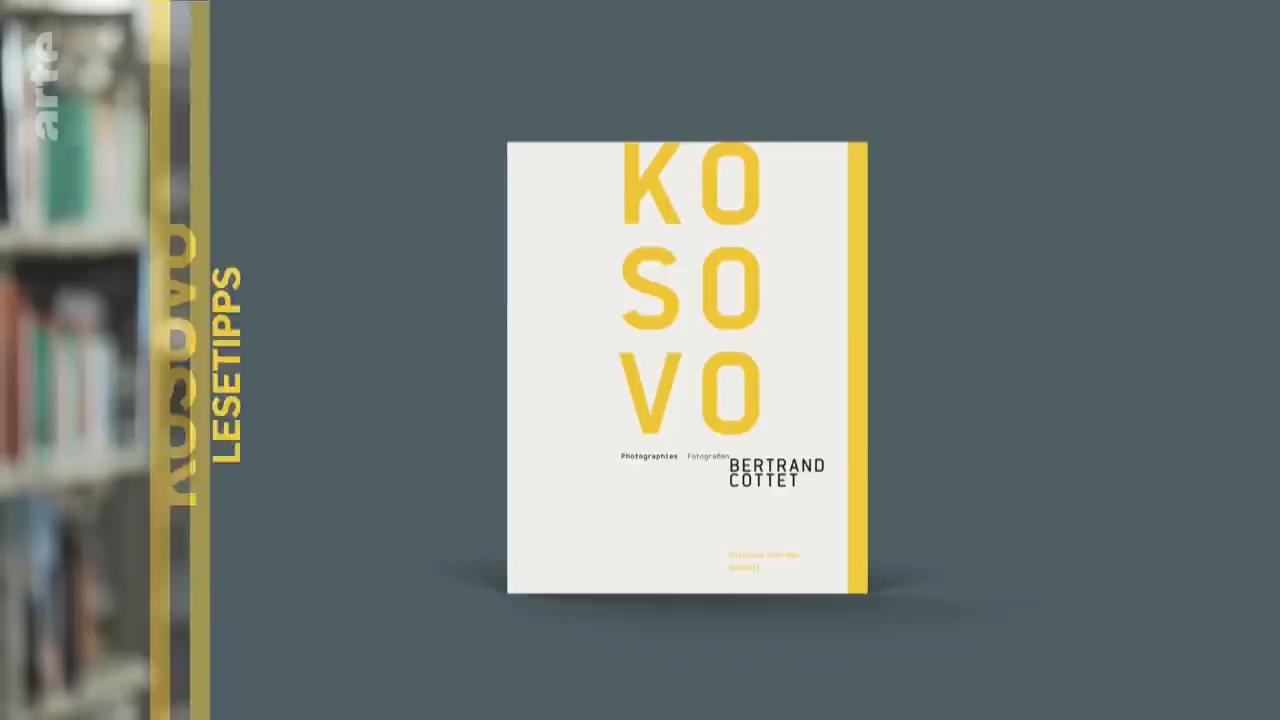 arte
KOSOVO
LESETIPPS
KO
SO
VO
Photographies Fotografien
BERTRAND
COTTET